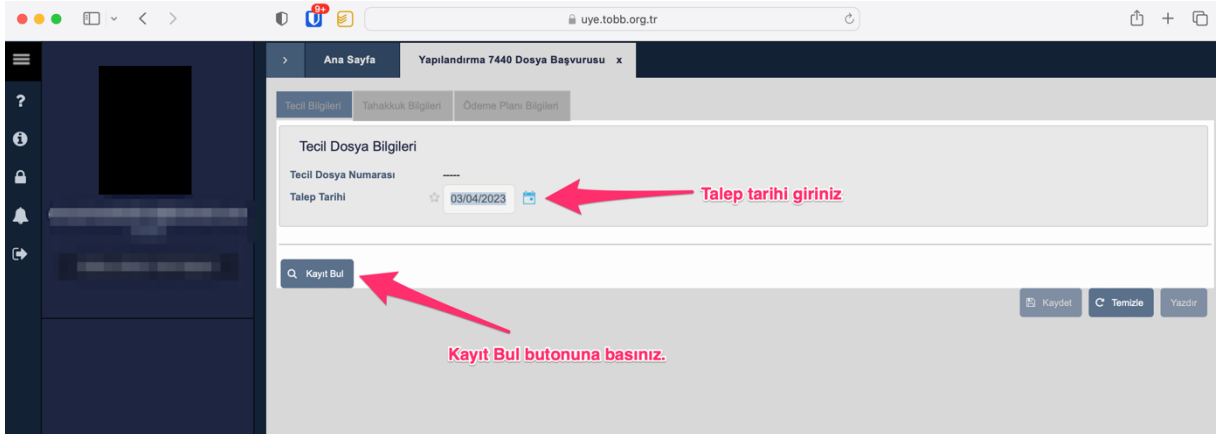 9+
uye.tobb.org.tr
Ana Sayfa
Yapılandırma 7440 Dosya Başvurusu x
Tecil Bilgileri
Tahakkuk Bilgileri
Ödeme Planı Bilgileri
Tecil Dosya Bilgileri
Tecil Dosya Numarası -----
Talep Tarihi 03/04/2023
Talep tarihi giriniz
Kayıt Bul
Kaydet
Temizle
Yazdır
Kayıt Bul butonuna basınız.